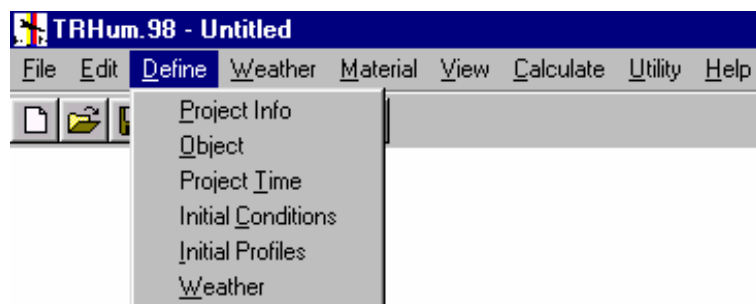 TRHum.98 - Untitled
File Edit Define Weather Material View Calculate Utility Help
Project Info
Object
Project Time
Initial Conditions
Initial Profiles
Weather